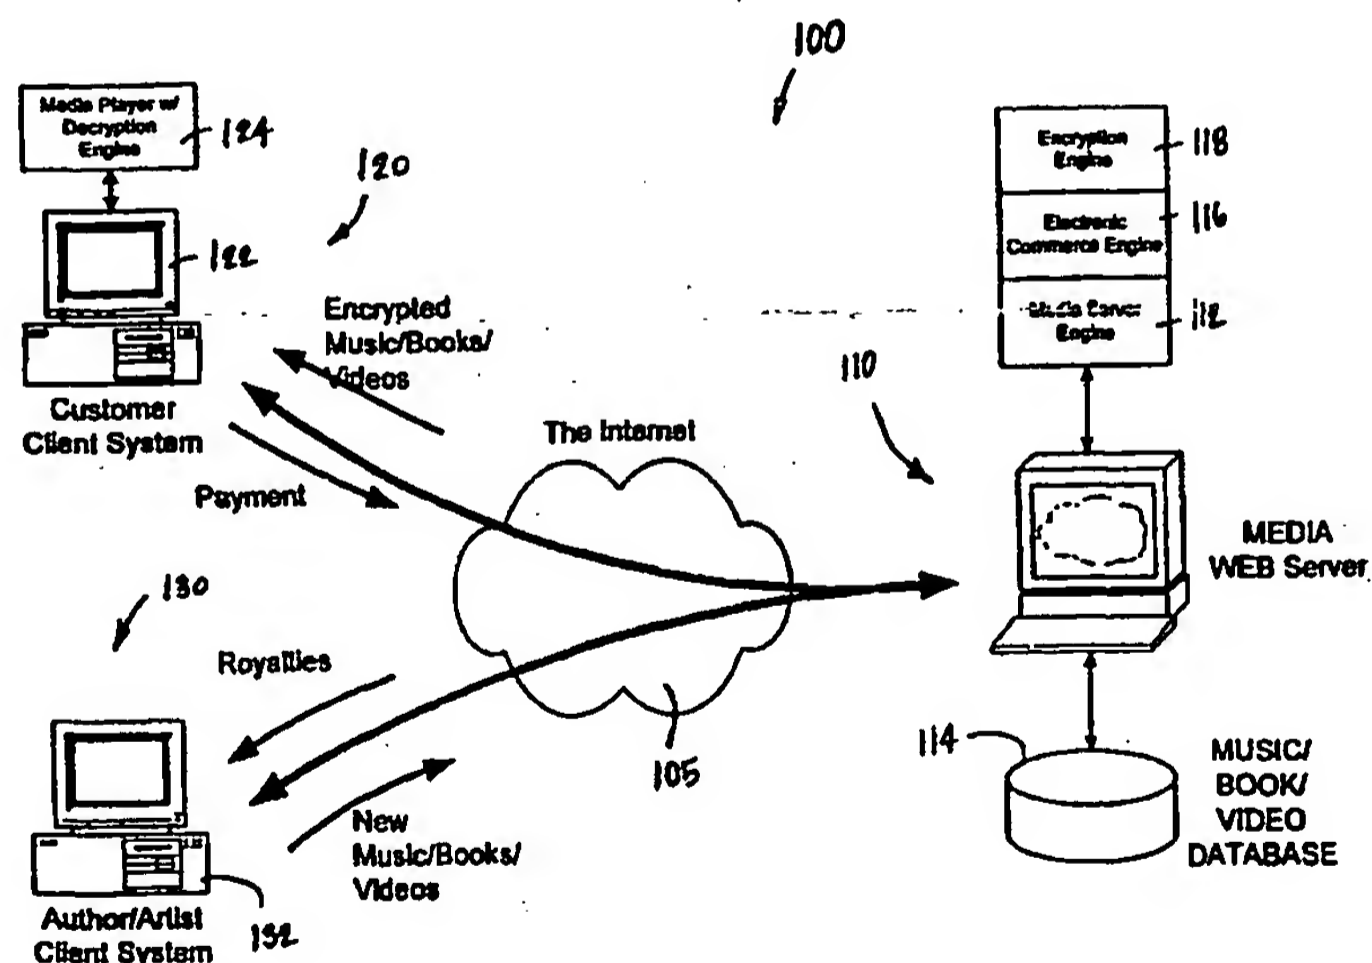 100
Media Player w/
Decryption
Engine
124
120
122
Customer
Client System
Encrypted
Music/Books/
Videos
Payment
The Internet
105
110
Encryption
Engine
118
Electronic
Commerce Engine
116
Media Server
Engine
112
MEDIA
WEB Server
114
MUSIC/
BOOK/
VIDEO
DATABASE
130
Royalties
New
Music/Books/
Videos
Author/Artist
Client System
132